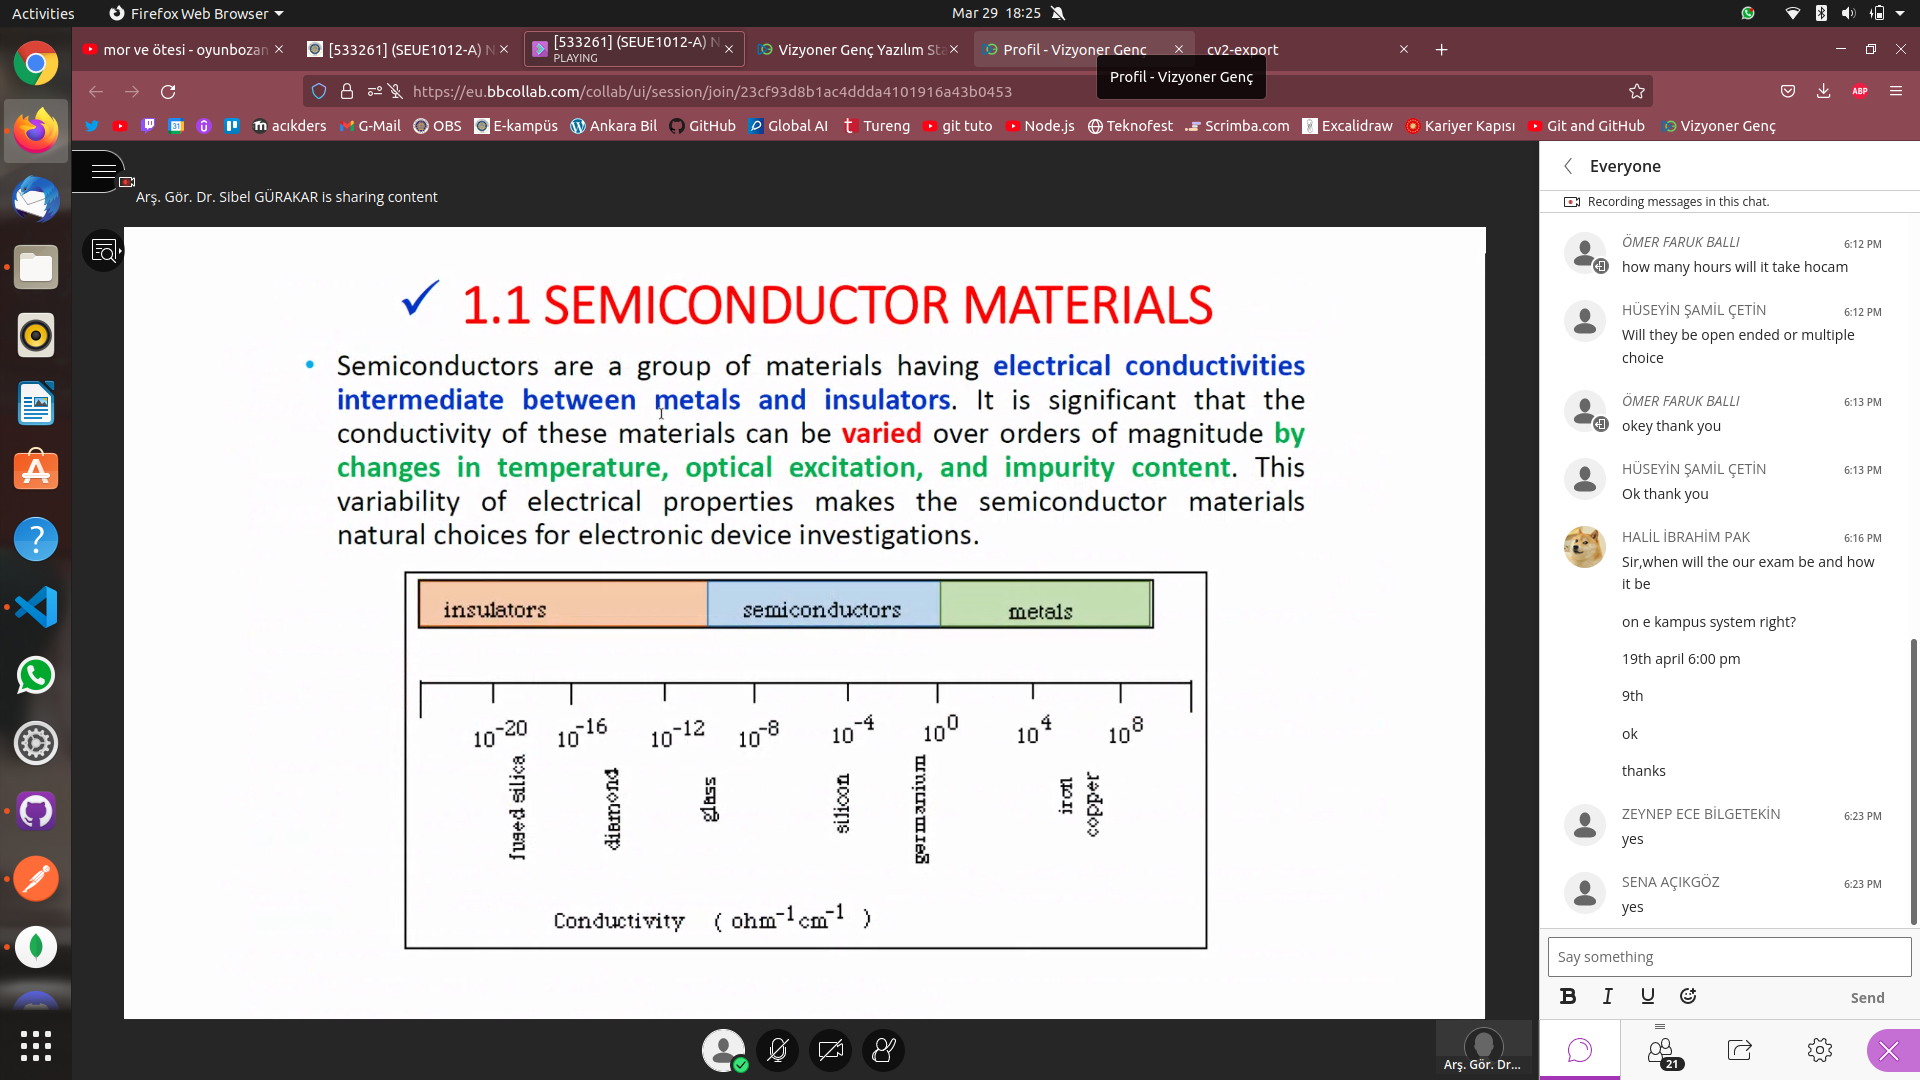 Activities
Firefox Web Browser
Mar 29 18:25
mor ve ötesi - oyunbozan
[533261] (SEUE1012-A) N
[533261] (SEUE1012-A) N
PLAYING
Vizyoner Genç Yazılım Sta
Profil - Vizyoner Genç
cv2-export
Profil - Vizyoner Genç
https://eu.bbcollab.com/collab/ui/session/join/23cf93d8b1ac4ddda4101916a43b0453
ABP
acıkders
G-Mail
OBS
E-kampüs
Ankara Bil
GitHub
Global AI
Tureng
git tuto
Node.js
Teknofest
Scrimba.com
Excalidraw
Kariyer Kapısı
Git and GitHub
Vizyoner Genç
Arş. Gör. Dr. Sibel GÜRAKAR is sharing content
1.1 SEMICONDUCTOR MATERIALS
• Semiconductors are a group of materials having electrical conductivities
intermediate between metals and insulators. It is significant that the
conductivity of these materials can be varied over orders of magnitude by
changes in temperature, optical excitation, and impurity content. This
variability of electrical properties makes the semiconductor materials
natural choices for electronic device investigations.
insulators
semiconductors
metals
10⁻²⁰ 10⁻¹⁶ 10⁻¹² 10⁻⁸ 10⁻⁴ 10⁰ 10⁴ 10⁸
fused silica
diamond
glass
silicon
germanium
iron
copper
Conductivity ( ohm⁻¹cm⁻¹ )
Arş. Gör. Dr...
Everyone
Recording messages in this chat.
ÖMER FARUK BALLI 6:12 PM
how many hours will it take hocam
HÜSEYİN ŞAMİL ÇETİN 6:12 PM
Will they be open ended or multiple
choice
ÖMER FARUK BALLI 6:13 PM
okey thank you
HÜSEYİN ŞAMİL ÇETİN 6:13 PM
Ok thank you
HALİL İBRAHİM PAK 6:16 PM
Sir,when will the our exam be and how
it be
on e kampus system right?
19th april 6:00 pm
9th
ok
thanks
ZEYNEP ECE BİLGETEKİN 6:23 PM
yes
SENA AÇIKGÖZ 6:23 PM
yes
Say something
B I U
Send
21